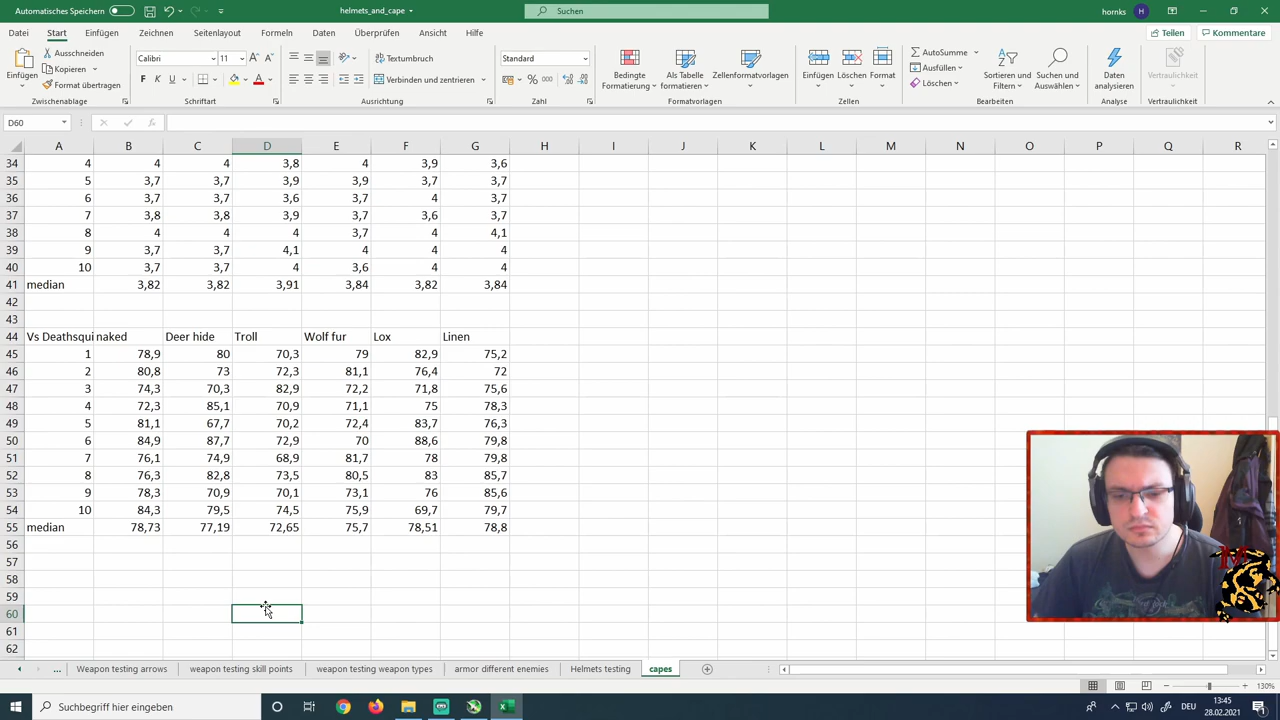 Automatisches Speichern
helmets_and_cape
Suchen
hornks
H
Datei Start Einfügen Zeichnen Seitenlayout Formeln Daten Überprüfen Ansicht Hilfe
Teilen Kommentare
Einfügen
Ausschneiden
Kopieren
Format übertragen
Zwischenablage
Calibri 11
F K U
Schriftart
Textumbruch
Verbinden und zentrieren
Ausrichtung
Standard
% 000
Zahl
Bedingte Formatierung
Als Tabelle formatieren
Zellenformatvorlagen
Formatvorlagen
Einfügen Löschen Format
Zellen
AutoSumme
Ausfüllen
Löschen
Sortieren und Filtern
Suchen und Auswählen
Bearbeiten
Daten analysieren
Analyse
Vertraulichkeit
Vertraulichkeit
D60
A B C D E F G H I J K L M N O P Q R
34 4 4 4 3,8 4 3,9 3,6
35 5 3,7 3,7 3,9 3,9 3,7 3,7
36 6 3,7 3,7 3,6 3,7 4 3,7
37 7 3,8 3,8 3,9 3,7 3,6 3,7
38 8 4 4 4 3,7 4 4,1
39 9 3,7 3,7 4,1 4 4 4
40 10 3,7 3,7 4 3,6 4 4
41 median 3,82 3,82 3,91 3,84 3,82 3,84
42
43
44 Vs Deathsqui naked Deer hide Troll Wolf fur Lox Linen
45 1 78,9 80 70,3 79 82,9 75,2
46 2 80,8 73 72,3 81,1 76,4 72
47 3 74,3 70,3 82,9 72,2 71,8 75,6
48 4 72,3 85,1 70,9 71,1 75 78,3
49 5 81,1 67,7 70,2 72,4 83,7 76,3
50 6 84,9 87,7 72,9 70 88,6 79,8
51 7 76,1 74,9 68,9 81,7 78 79,8
52 8 76,3 82,8 73,5 80,5 83 85,7
53 9 78,3 70,9 70,1 73,1 76 85,6
54 10 84,3 79,5 74,5 75,9 69,7 79,7
55 median 78,73 77,19 72,65 75,7 78,51 78,8
56
57
58
59
60
61
62
... Weapon testing arrows weapon testing skill points weapon testing weapon types armor different enemies Helmets testing capes
130%
Suchbegriff hier eingeben
DEU
13:45
28.02.2021